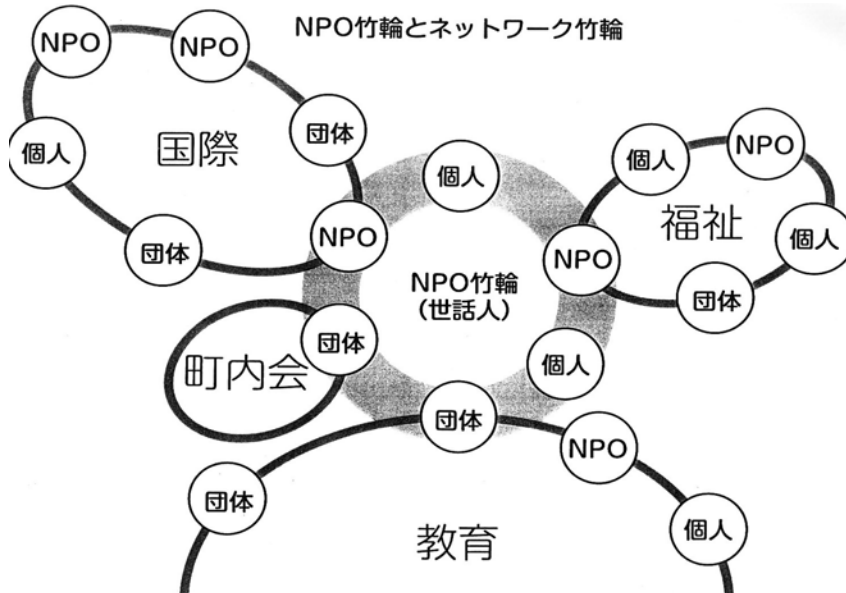 NPO竹輪とネットワーク竹輪
NPO
NPO
団体
個人
国際
団体
NPO
個人
個人
NPO
福祉
個人
NPO
団体
NPO竹輪
(世話人)
団体
町内会
個人
団体
NPO
団体
個人
教育